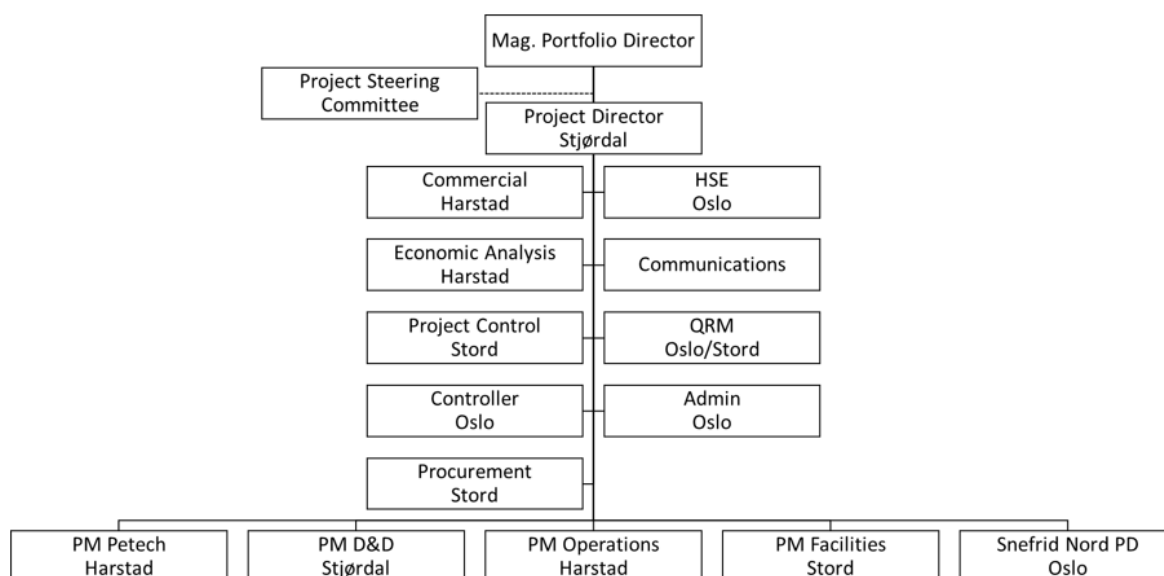 Mag. Portfolio Director
Project Steering
Committee
Project Director
Stjørdal
Commercial
Harstad
HSE
Oslo
Economic Analysis
Harstad
Communications
Project Control
Stord
QRM
Oslo/Stord
Controller
Oslo
Admin
Oslo
Procurement
Stord
PM Petech
Harstad
PM D&D
Stjørdal
PM Operations
Harstad
PM Facilities
Stord
Snefrid Nord PD
Oslo